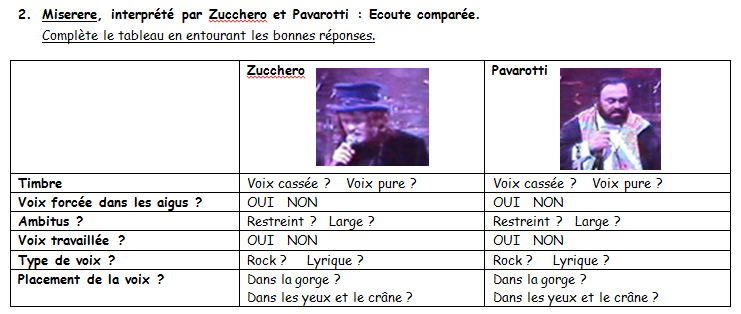 2. Miserere, interprété par Zucchero et Pavarotti : Ecoute comparée.
Complète le tableau en entourant les bonnes réponses.
Zucchero Pavarotti
Timbre Voix cassée ? Voix pure ? Voix cassée ? Voix pure ?
Voix forcée dans les aigus ? OUI NON OUI NON
Ambitus ? Restreint ? Large ? Restreint ? Large ?
Voix travaillée ? OUI NON OUI NON
Type de voix ? Rock ? Lyrique ? Rock ? Lyrique ?
Placement de la voix ? Dans la gorge ? Dans la gorge ?
Dans les yeux et le crâne ? Dans les yeux et le crâne ?